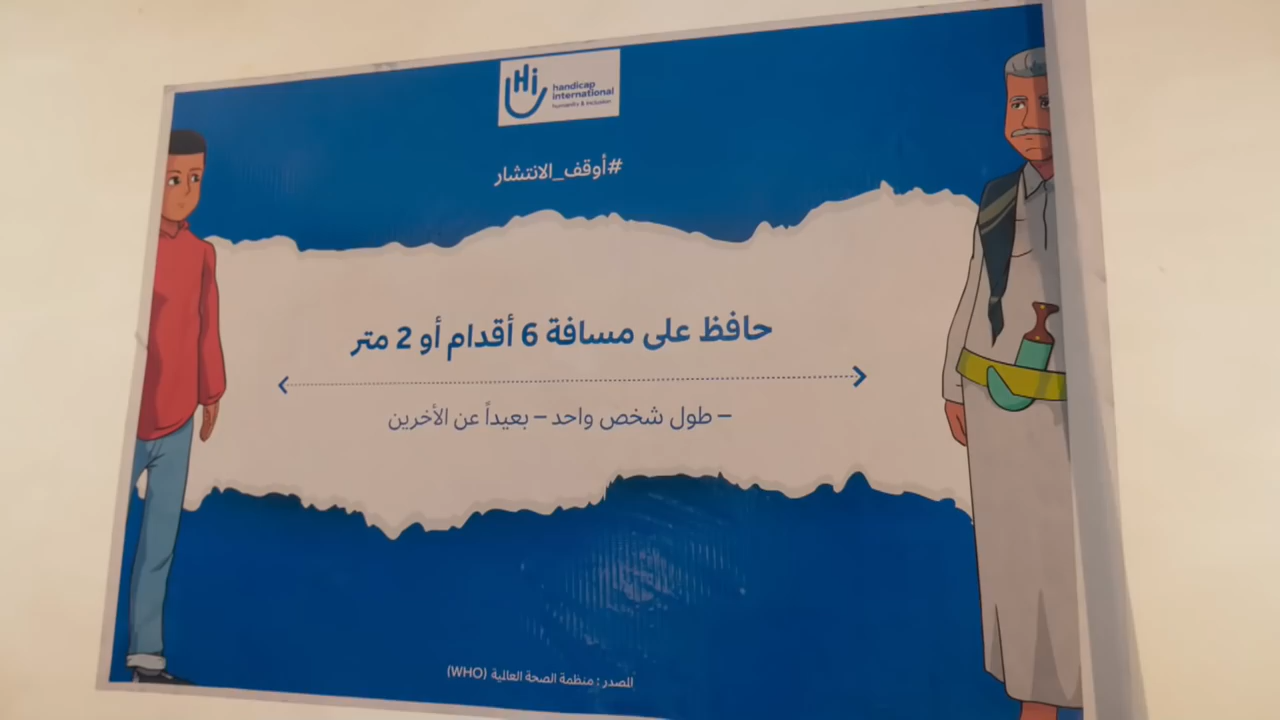 Hi
handicap
international
humanity & inclusion
#أوقف_الانتشار
حافظ على مسافة 6 أقدام أو 2 متر
– طول شخص واحد – بعيداً عن الأخرين
المصدر : منظمة الصحة العالمية (WHO)